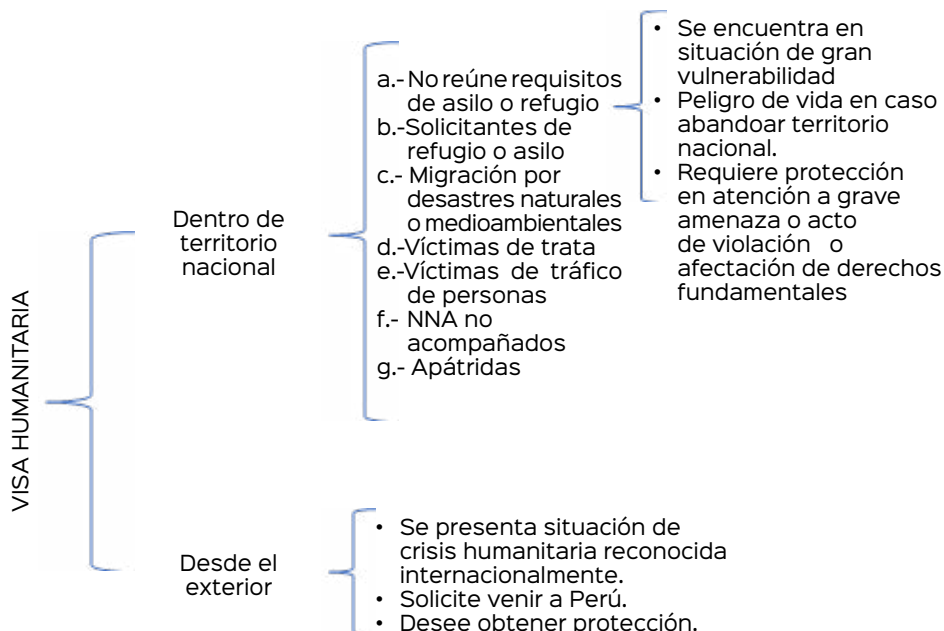 VISA HUMANITARIA
Dentro de
territorio
nacional
a.- No reúne requisitos
de asilo o refugio
b.-Solicitantes de
refugio o asilo
c.- Migración por
desastres naturales
o medioambientales
d.-Víctimas de trata
e.-Víctimas de tráfico
de personas
f.- NNA no
acompañados
g.- Apátridas
• Se encuentra en
situación de gran
vulnerabilidad
• Peligro de vida en caso
abandoar territorio
nacional.
• Requiere protección
en atención a grave
amenaza o acto
de violación o
afectación de derechos
fundamentales
Desde el
exterior
• Se presenta situación de
crisis humanitaria reconocida
internacionalmente.
• Solicite venir a Perú.
• Desee obtener protección.